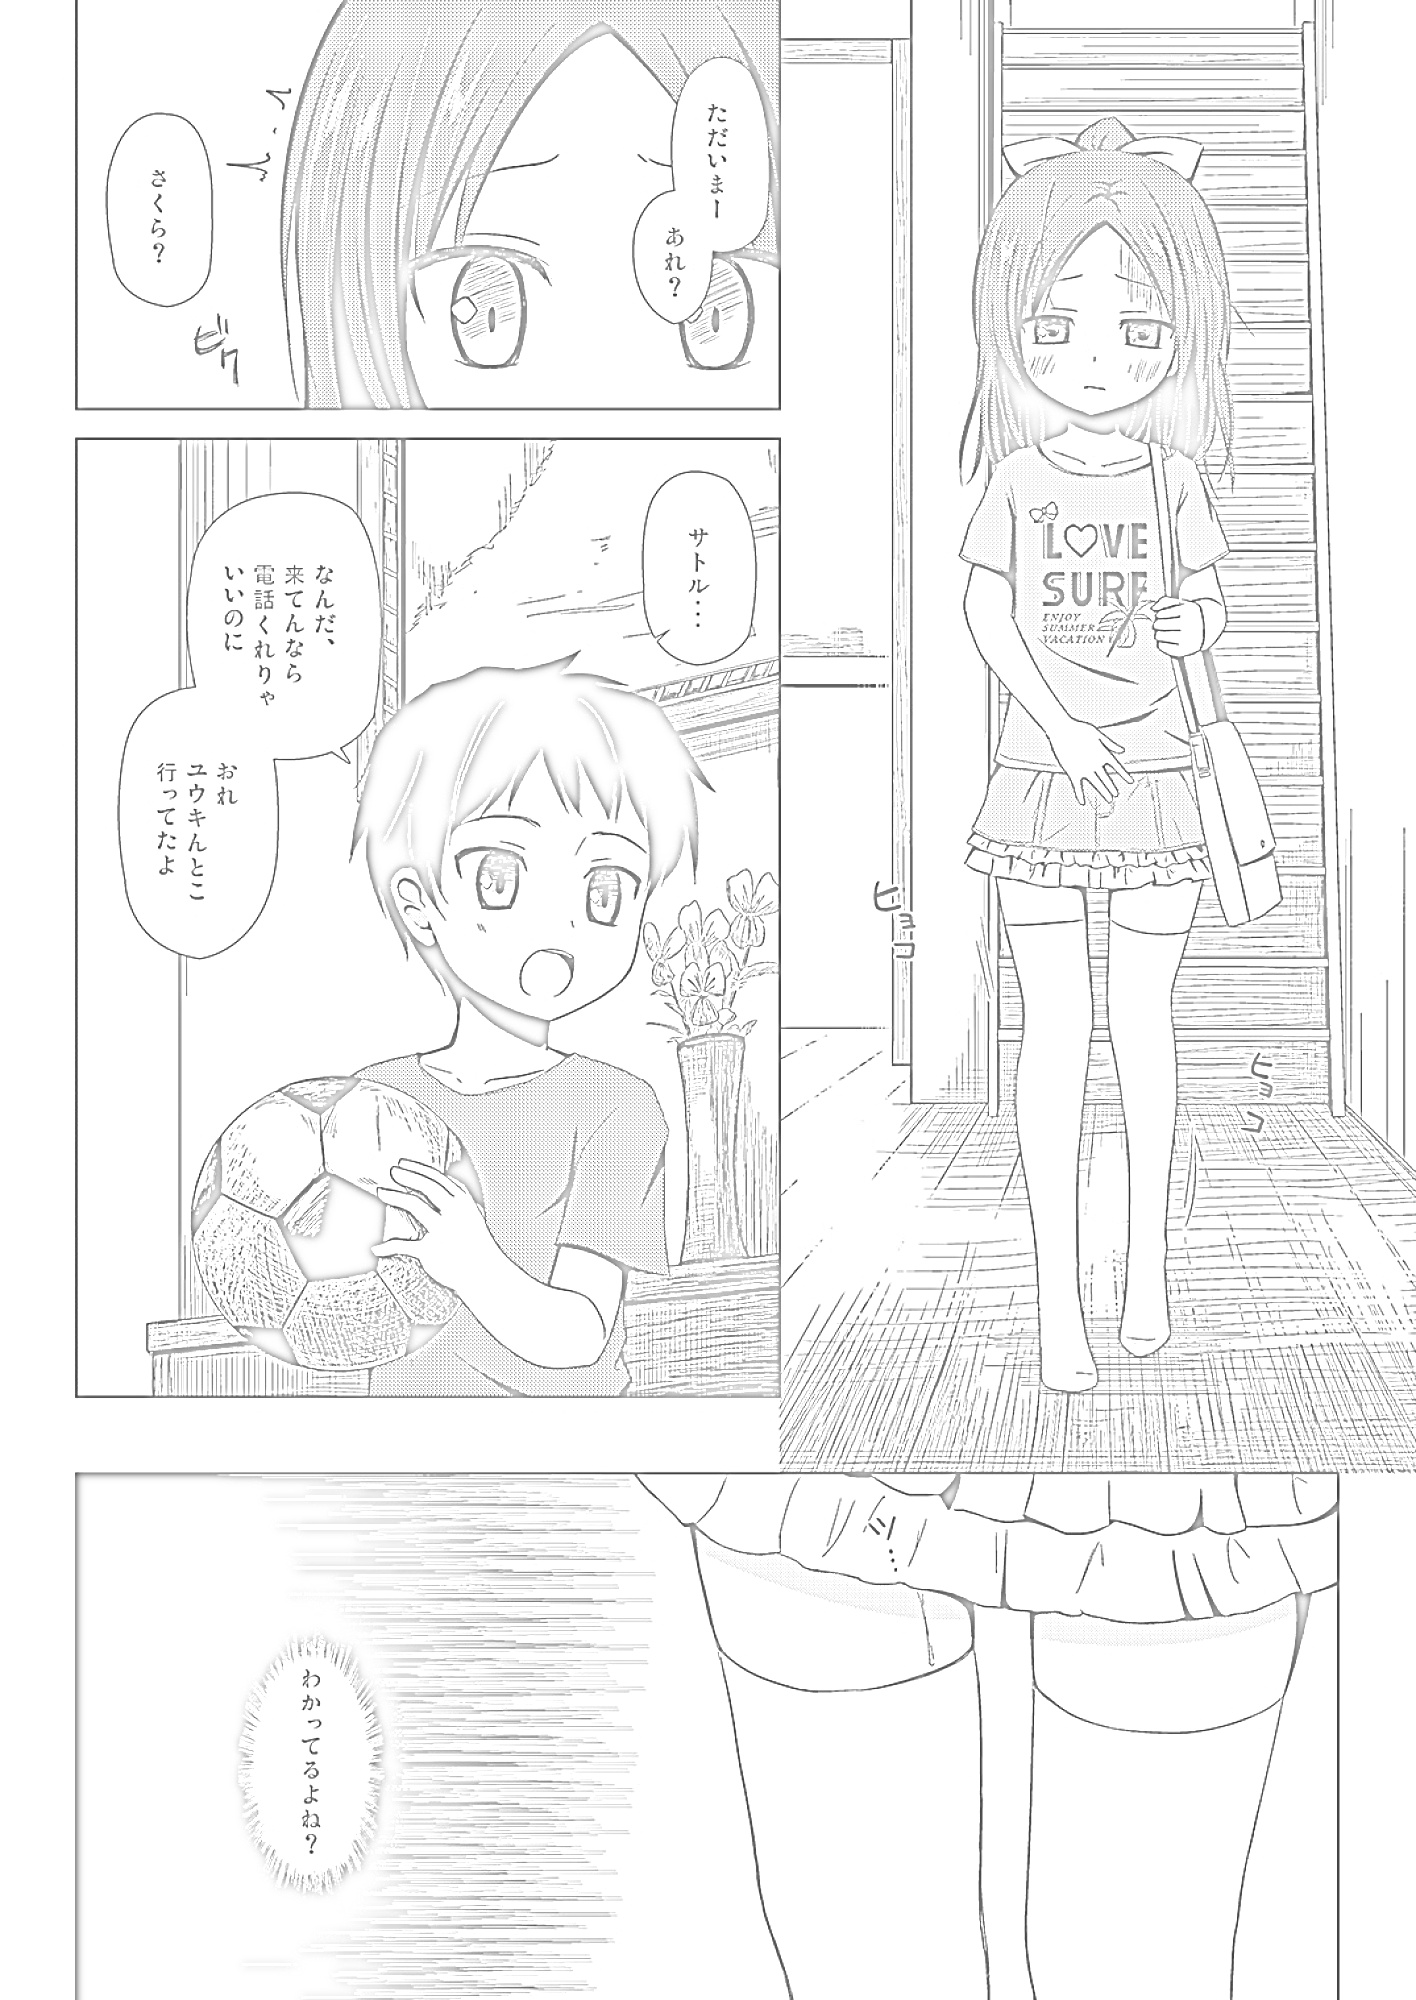 ただいまー
あれ?
さくら?
ビク
LOVE
SURF
ENJOY
SUMMER
VACATION
ヒョコ
ヒョコ
サトル・・・
なんだ、
来てんなら
電話くれりゃ
いいのに
おれ
ユウキんとこ
行ってたよ
ツ…
わかってるよね?